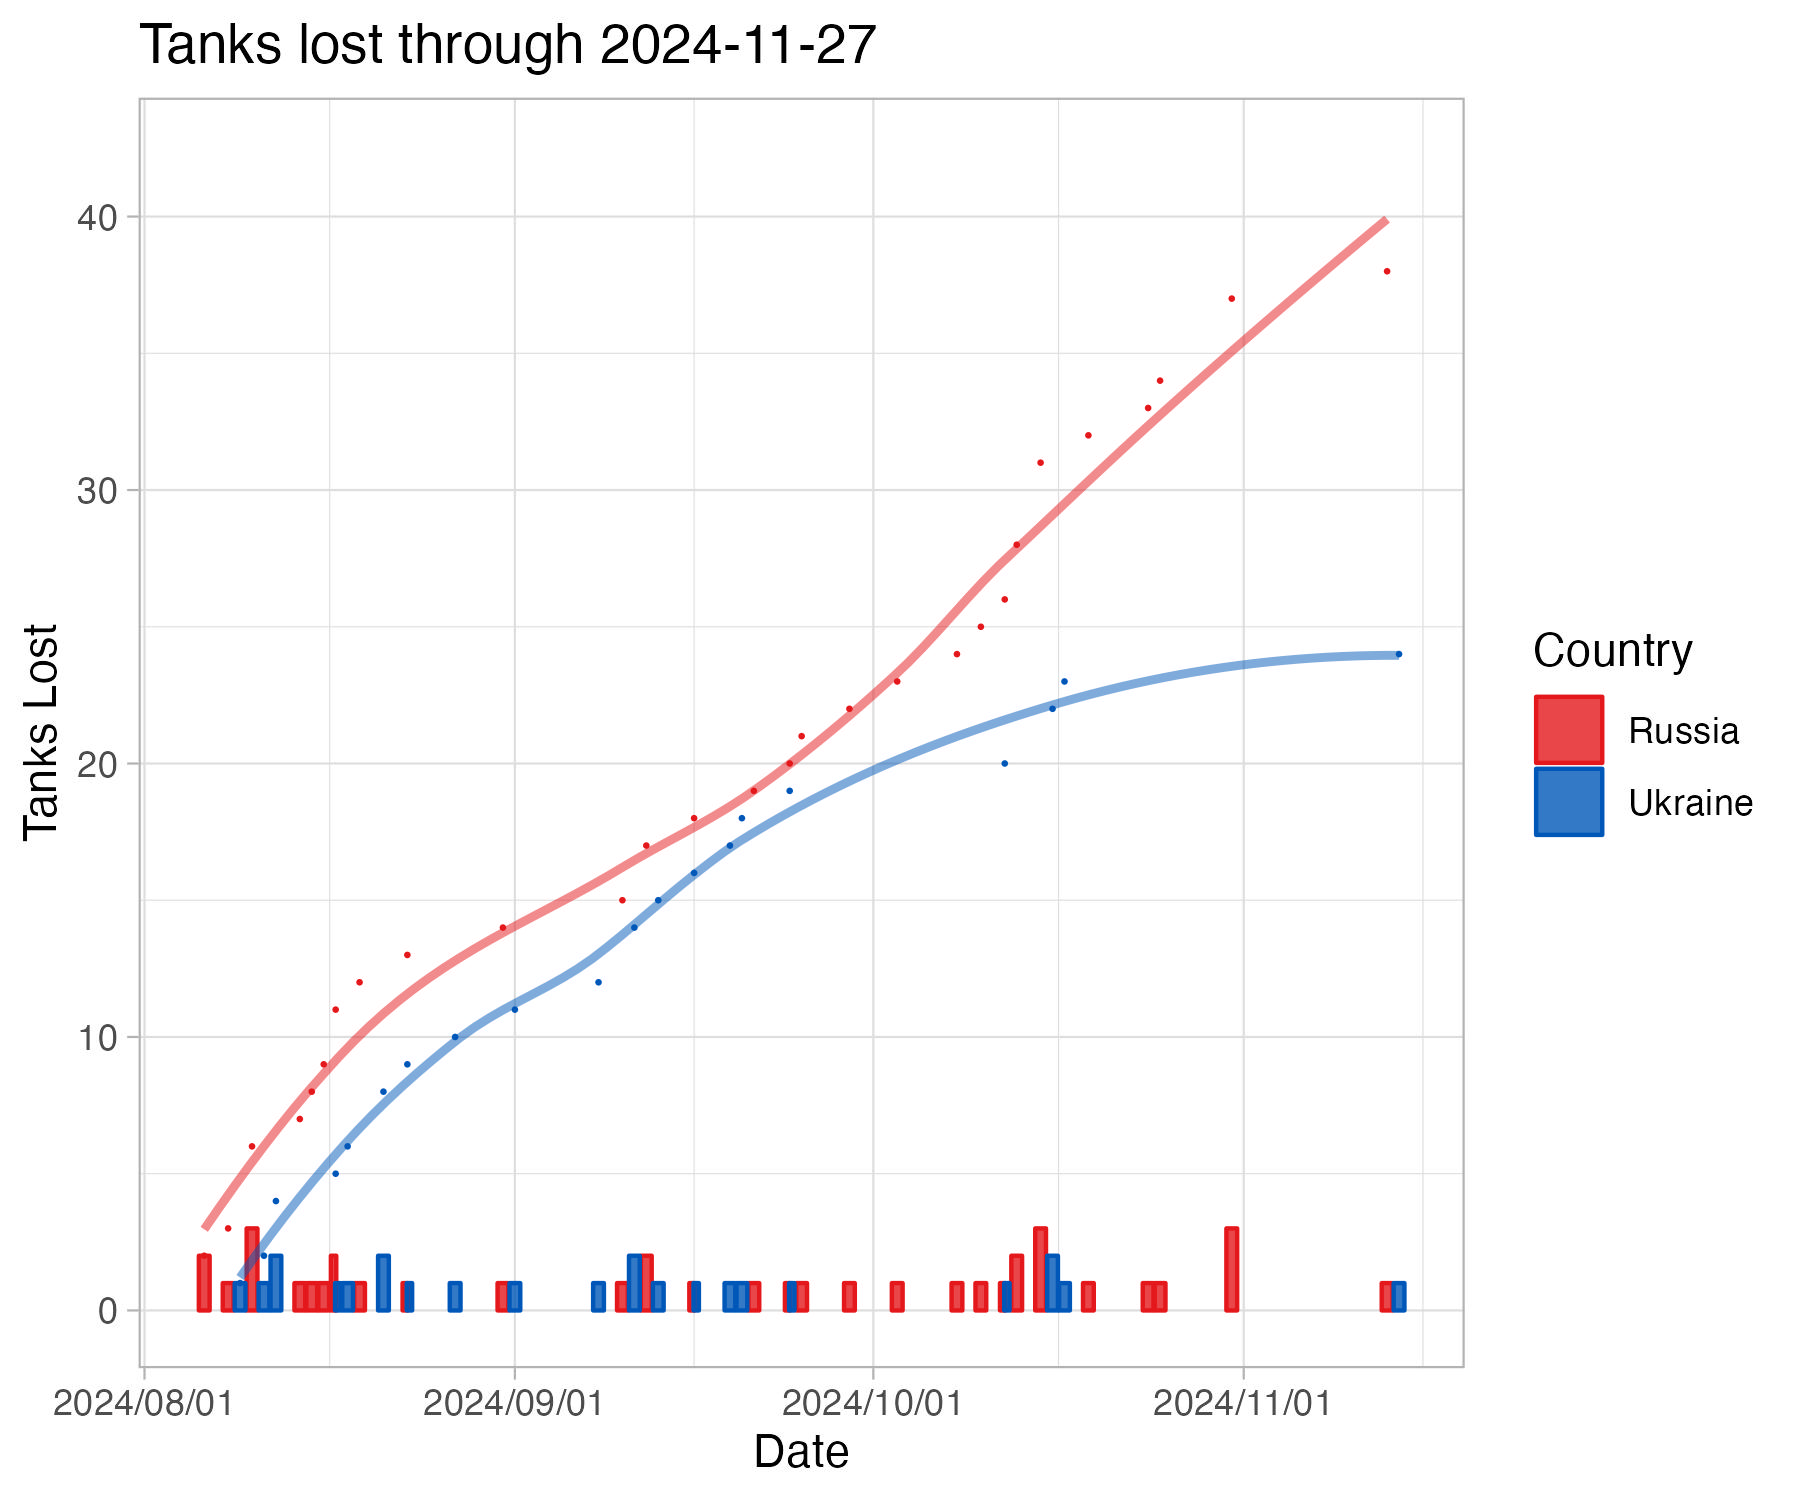 Tanks lost through 2024-11-27
40
30
20
10
0
Tanks Lost
2024/08/01
2024/09/01
2024/10/01
2024/11/01
Date
Country
Russia
Ukraine